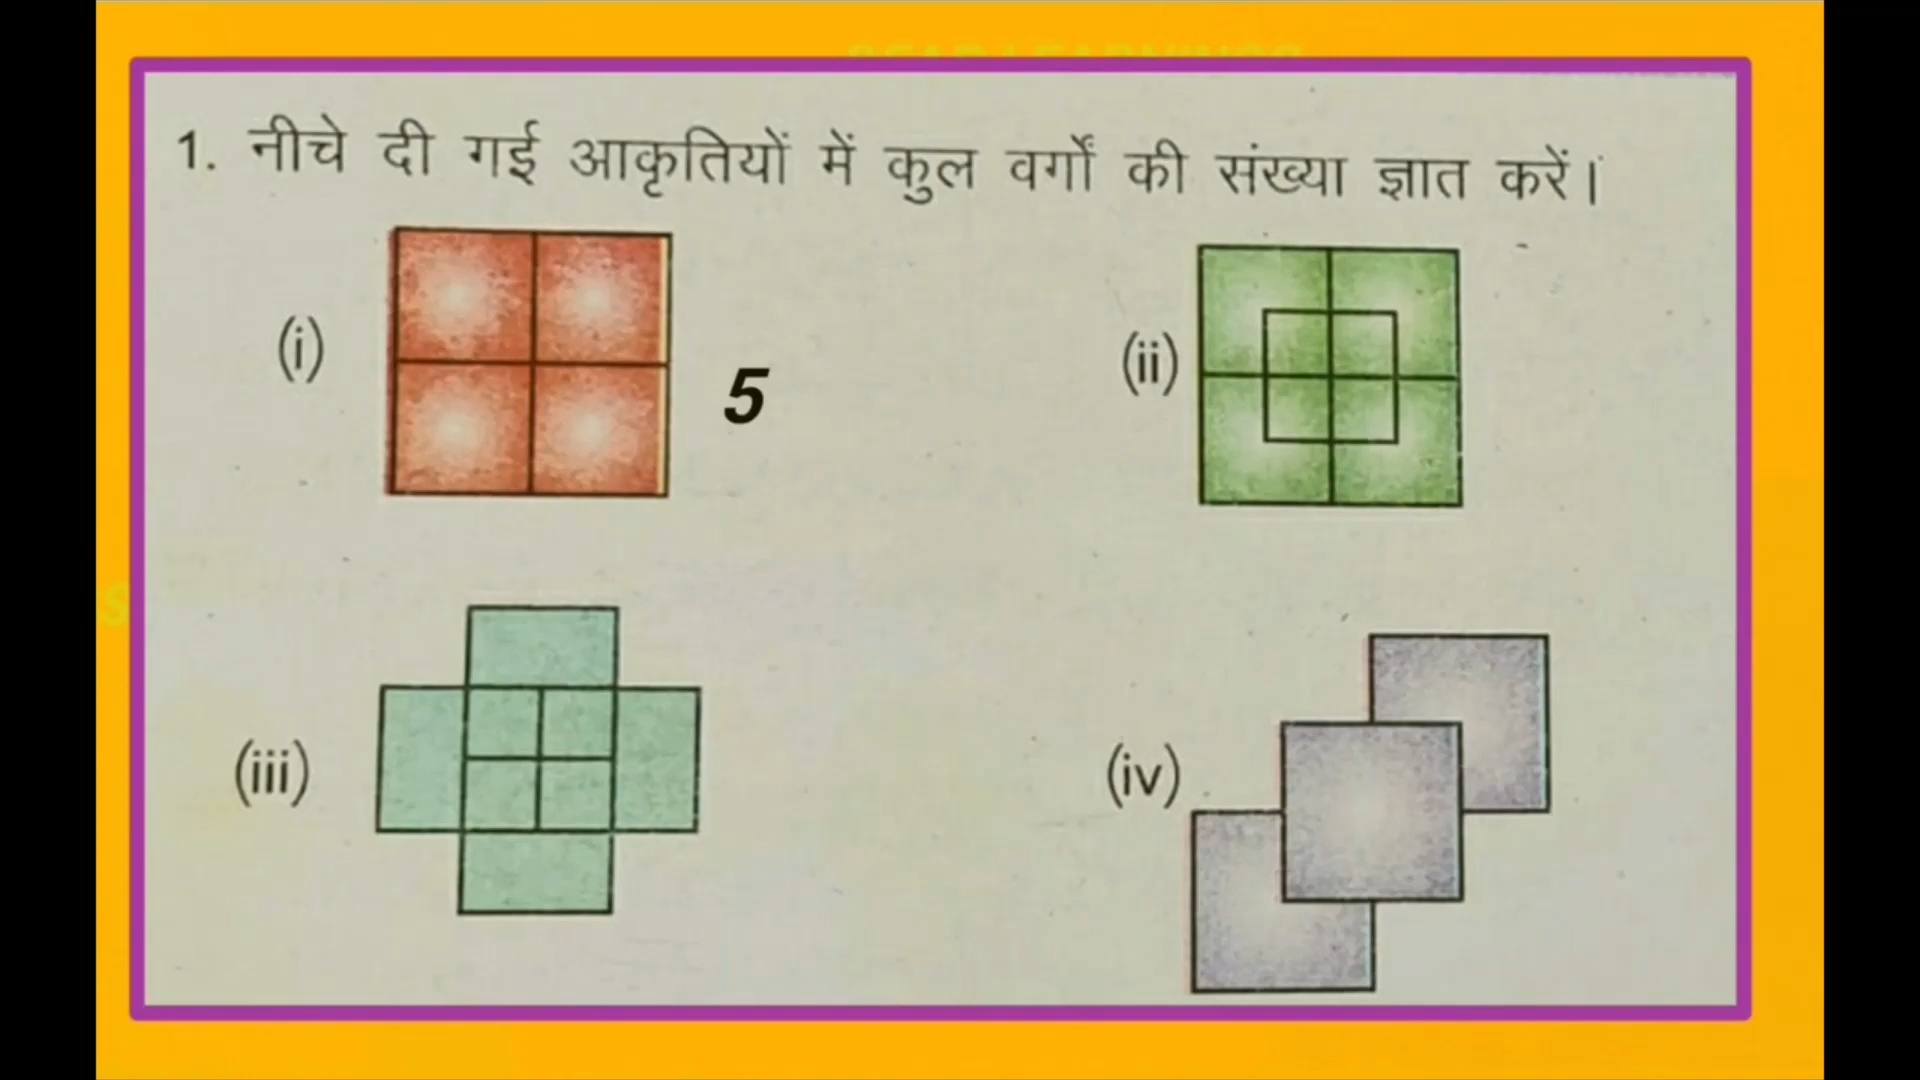 1. नीचे दी गई आकृतियों में कुल वर्गों की संख्या ज्ञात करें।
(i)
5
(ii)
(iii)
(iv)